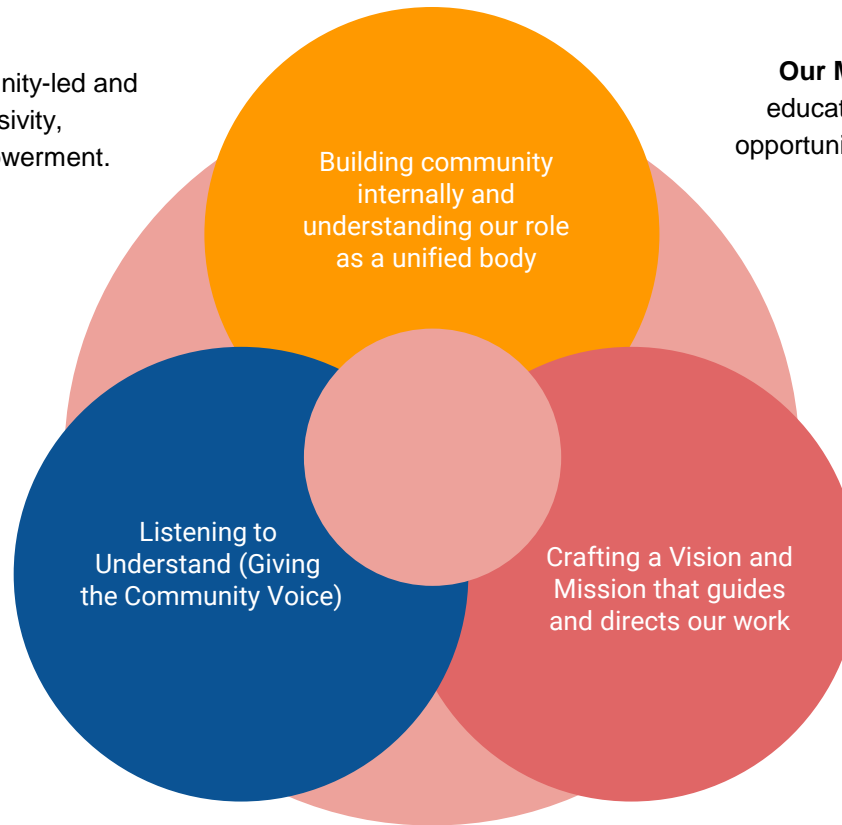 nity-led and
sivity,
owerment.
Our M
educat
opportuni
Building community
internally and
understanding our role
as a unified body
Listening to
Understand (Giving
the Community Voice)
Crafting a Vision and
Mission that guides
and directs our work